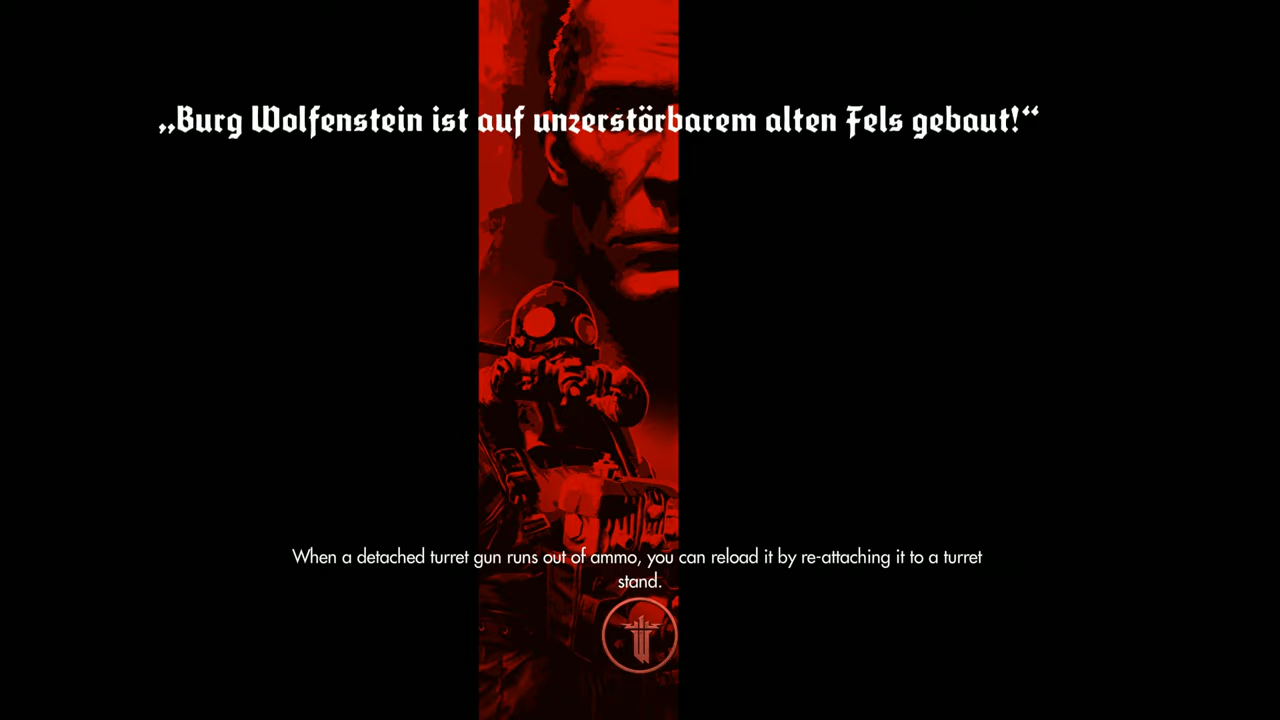 „Burg Wolfenstein ist auf unzerstörbarem alten Fels gebaut!“
When a detached turret gun runs out of ammo, you can reload it by re-attaching it to a turret
stand.